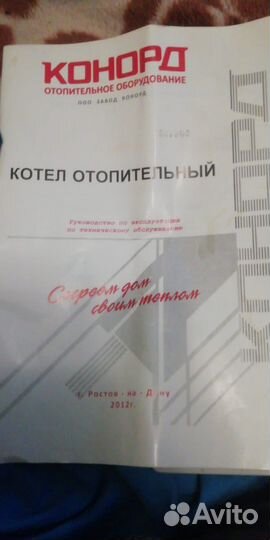 КОНОРД
ОТОПИТЕЛЬНОЕ ОБОРУДОВАНИЕ
ООО ЗАВОД КОНОРД
КОТЕЛ ОТОПИТЕЛЬНЫЙ
Руководство по эксплуатации
по техническому обслуживанию
Согреем дом
своим теплом
КОНОРД
г. Ростов - на - Дону
2012г.
Avito